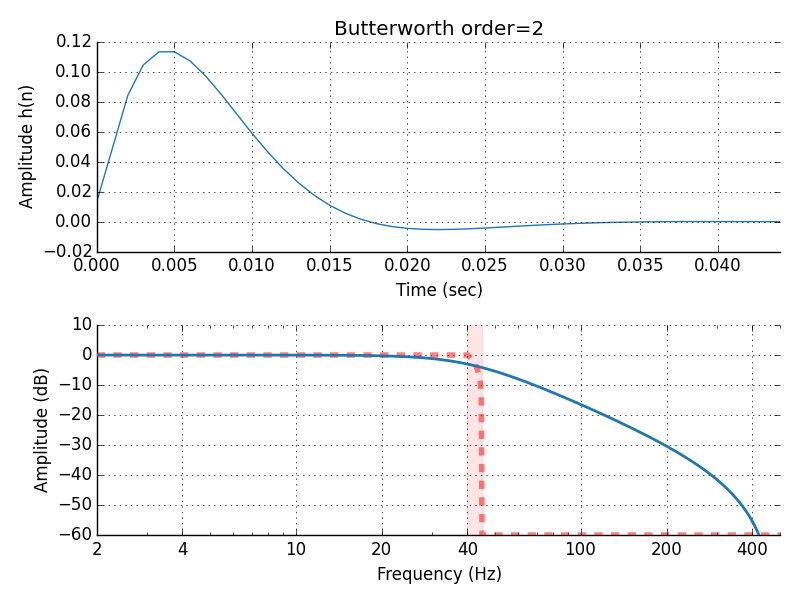 Butterworth order=2
0.12
0.10
0.08
0.06
0.04
0.02
0.00
−0.02
Amplitude h(n)
0.000 0.005 0.010 0.015 0.020 0.025 0.030 0.035 0.040
Time (sec)
10
0
−10
−20
−30
−40
−50
−60
Amplitude (dB)
2 4 10 20 40 100 200 400
Frequency (Hz)